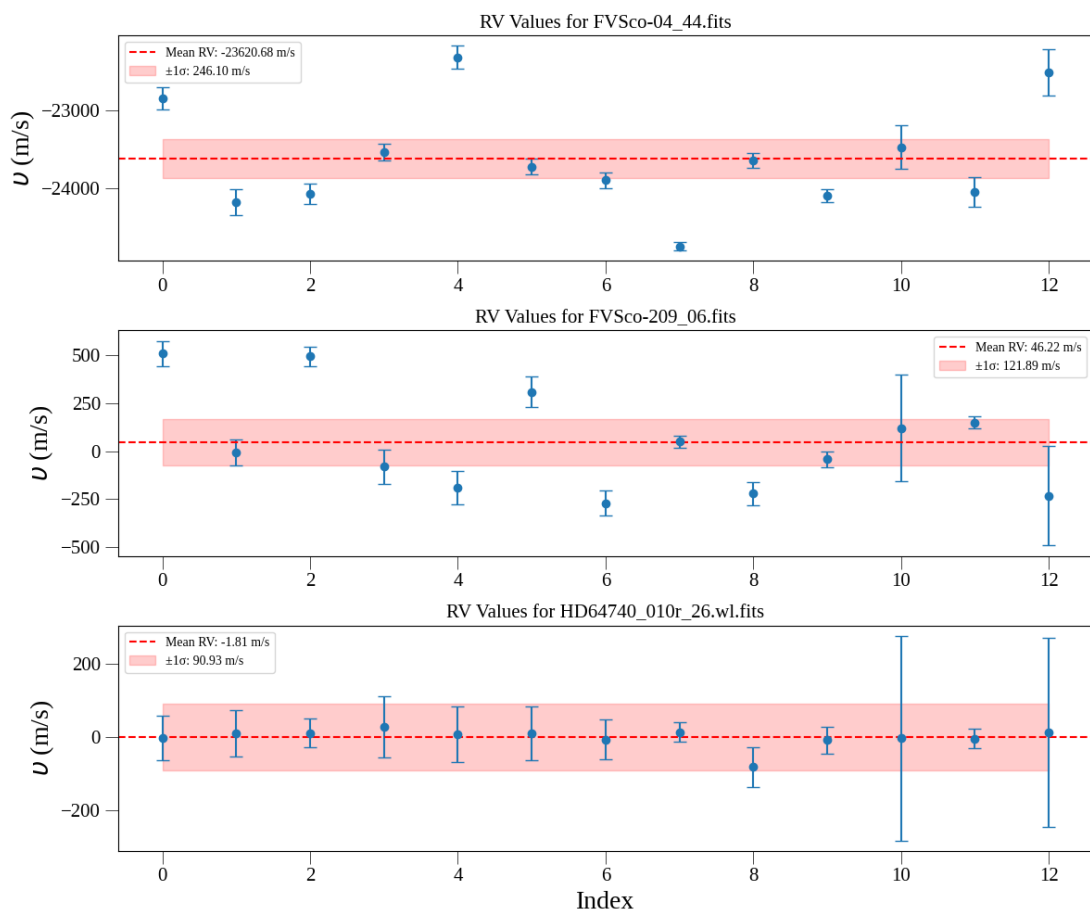 RV Values for FVSco-04_44.fits
Mean RV: -23620.68 m/s
±1σ: 246.10 m/s
υ (m/s)
−23000
−24000
0 2 4 6 8 10 12
RV Values for FVSco-209_06.fits
Mean RV: 46.22 m/s
±1σ: 121.89 m/s
υ (m/s)
500
250
0
−250
−500
0 2 4 6 8 10 12
RV Values for HD64740_010r_26.wl.fits
Mean RV: -1.81 m/s
±1σ: 90.93 m/s
υ (m/s)
200
0
−200
0 2 4 6 8 10 12
Index